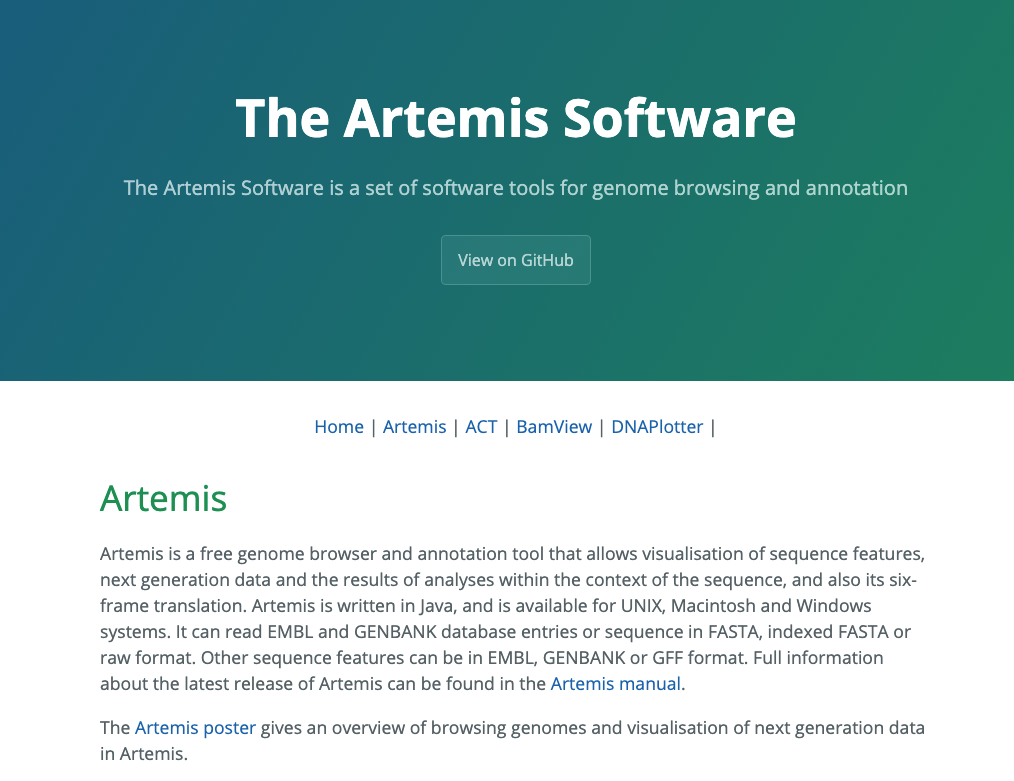 The Artemis Software
The Artemis Software is a set of software tools for genome browsing and annotation
View on GitHub
Home | Artemis | ACT | BamView | DNAPlotter |
Artemis
Artemis is a free genome browser and annotation tool that allows visualisation of sequence features,
next generation data and the results of analyses within the context of the sequence, and also its six-
frame translation. Artemis is written in Java, and is available for UNIX, Macintosh and Windows
systems. It can read EMBL and GENBANK database entries or sequence in FASTA, indexed FASTA or
raw format. Other sequence features can be in EMBL, GENBANK or GFF format. Full information
about the latest release of Artemis can be found in the Artemis manual.
The Artemis poster gives an overview of browsing genomes and visualisation of next generation data
in Artemis.